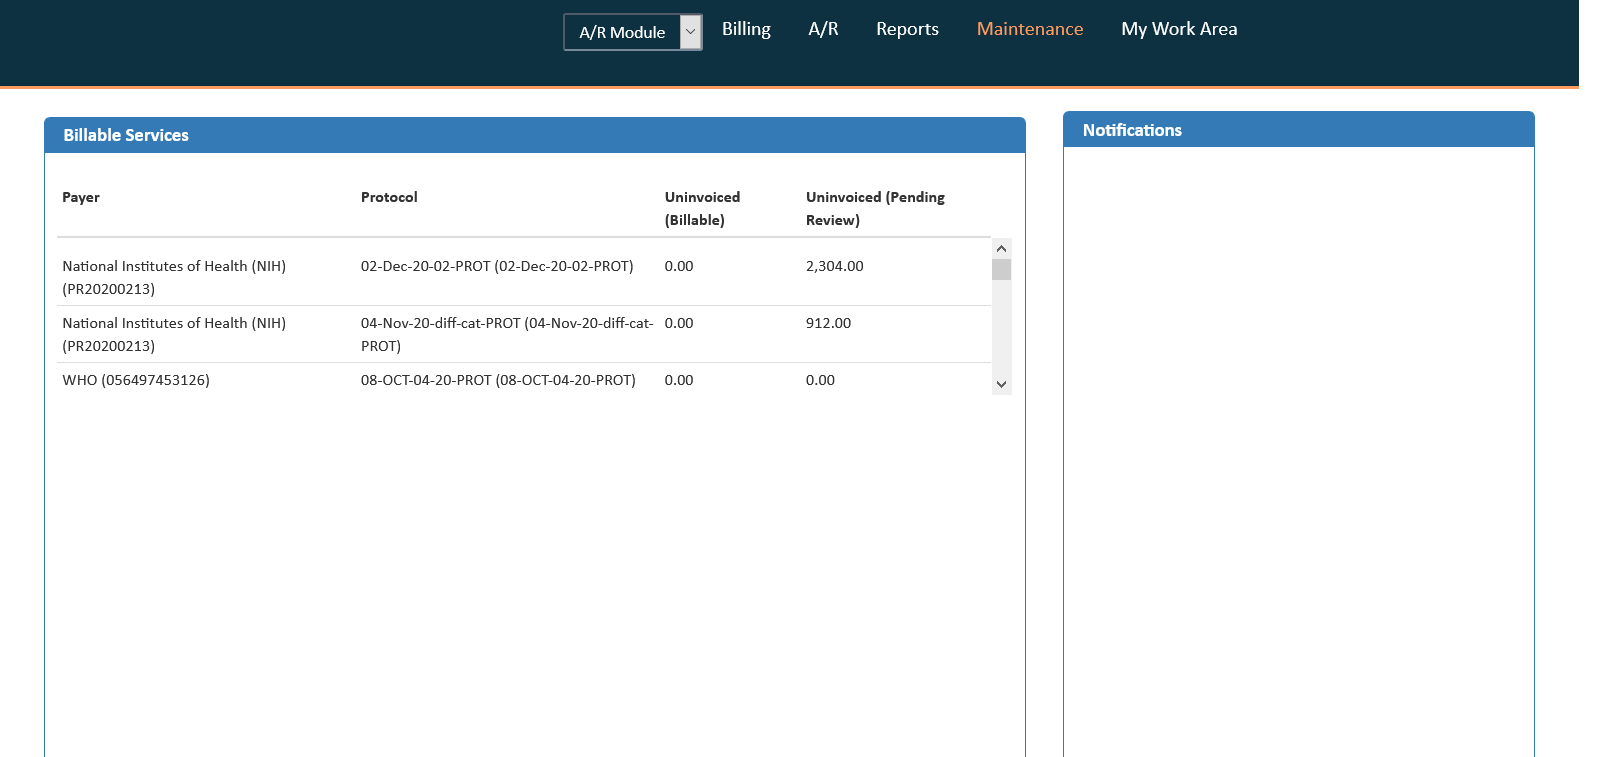 A/R Module Billing A/R Reports Maintenance My Work Area
Billable Services
Payer Protocol Uninvoiced (Billable) Uninvoiced (Pending Review)
National Institutes of Health (NIH) (PR20200213) 02-Dec-20-02-PROT (02-Dec-20-02-PROT) 0.00 2,304.00
National Institutes of Health (NIH) (PR20200213) 04-Nov-20-diff-cat-PROT (04-Nov-20-diff-cat-PROT) 0.00 912.00
WHO (056497453126) 08-OCT-04-20-PROT (08-OCT-04-20-PROT) 0.00 0.00
Notifications